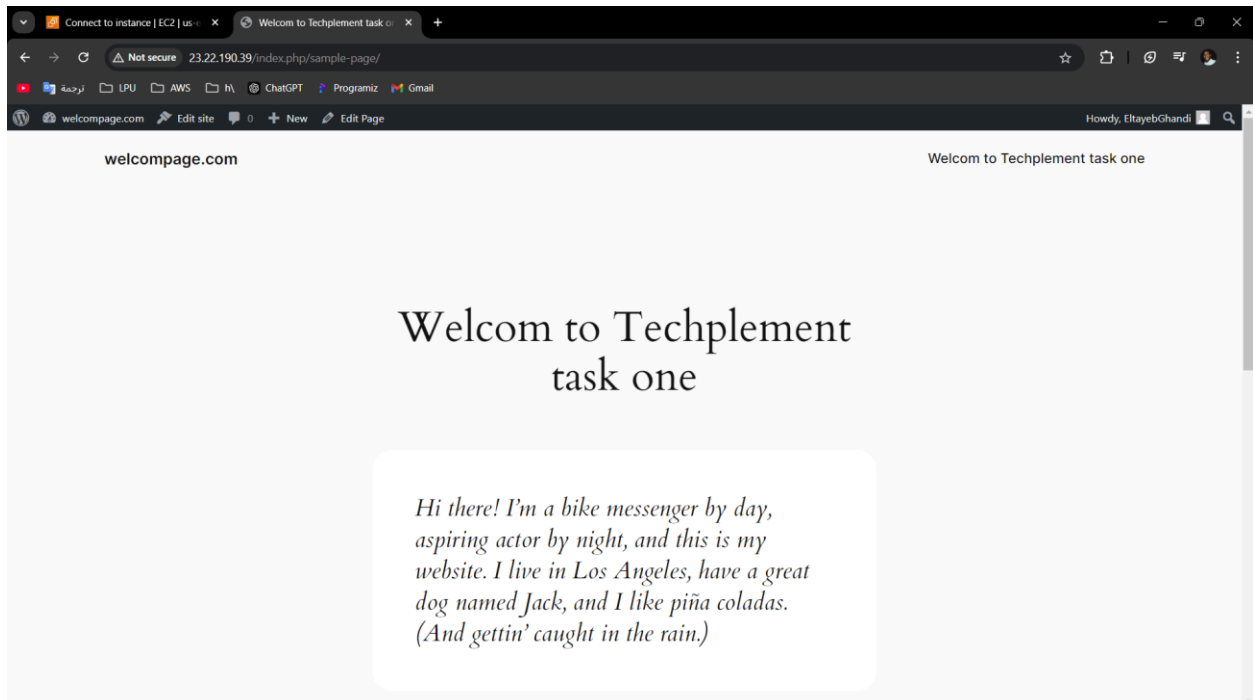 Connect to instance | EC2 | us-e
Welcom to Techplement task or
Not secure 23.22.190.39/index.php/sample-page/
ترجمة LPU AWS h\ ChatGPT Programiz Gmail
welcompage.com Edit site 0 New Edit Page Howdy, EltayebGhandi
welcompage.com Welcom to Techplement task one
Welcom to Techplement
task one
Hi there! I’m a bike messenger by day,
aspiring actor by night, and this is my
website. I live in Los Angeles, have a great
dog named Jack, and I like piña coladas.
(And gettin’ caught in the rain.)